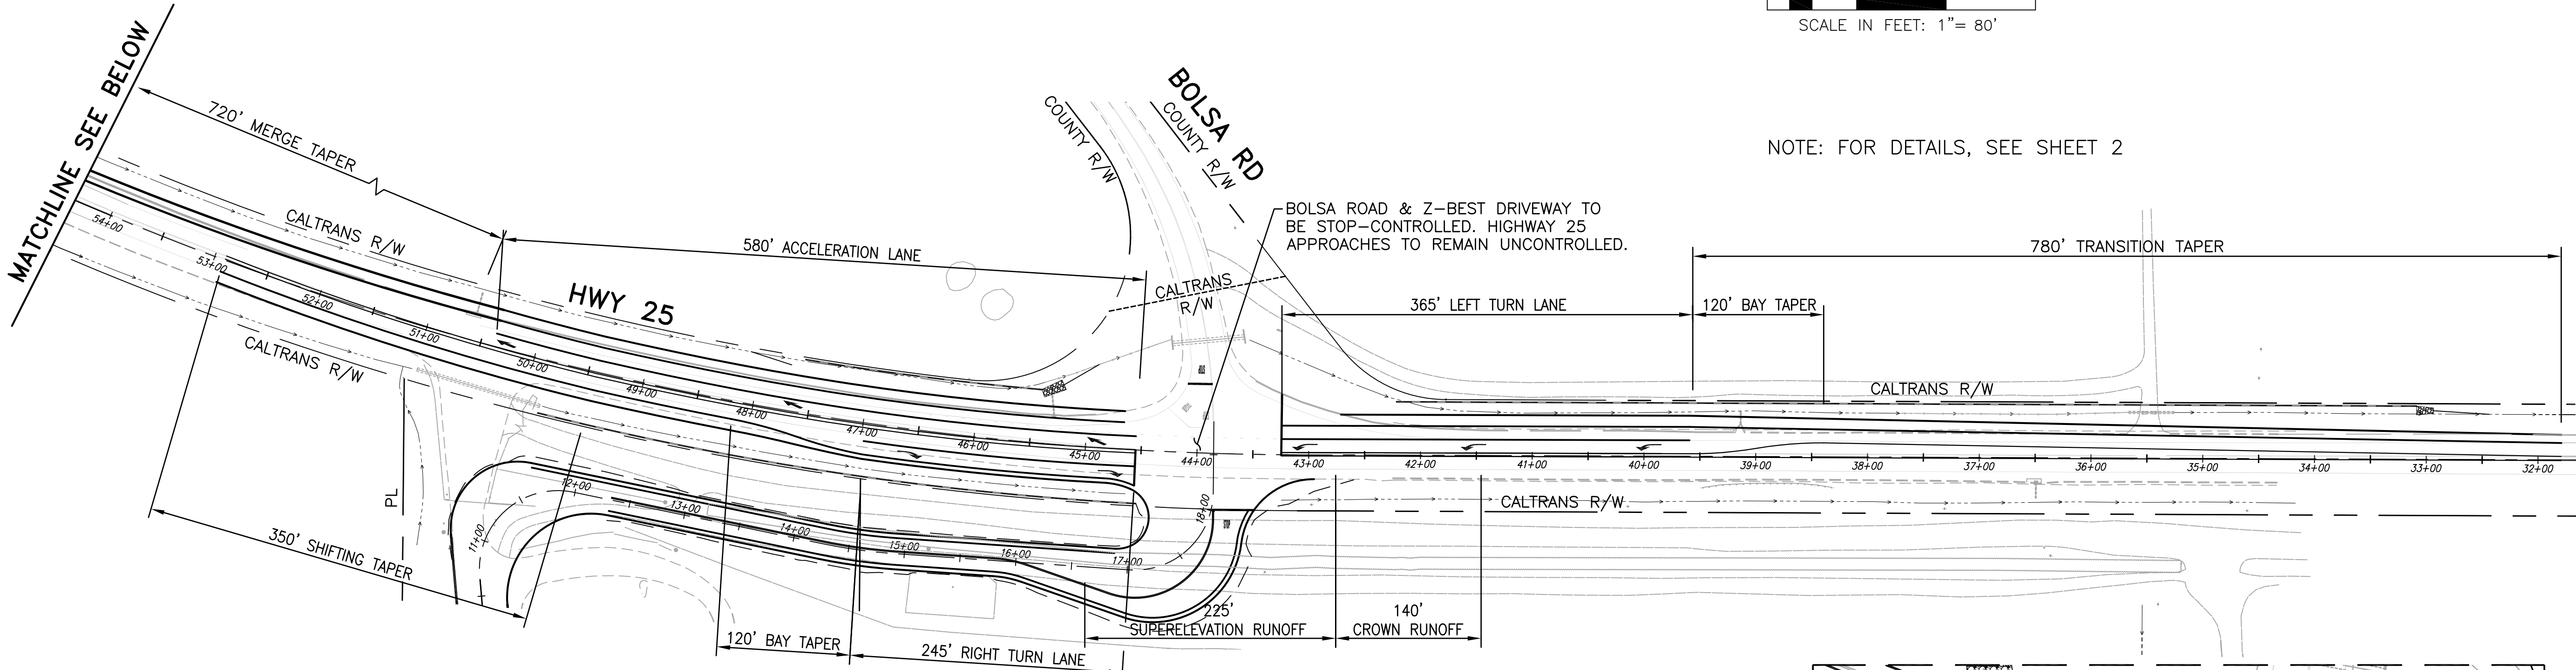 SCALE IN FEET: 1"= 80'
NOTE: FOR DETAILS, SEE SHEET 2
MATCHLINE SEE BELOW
720' MERGE TAPER
CALTRANS R/W
580' ACCELERATION LANE
HWY 25
COUNTY R/W
BOLSA RD
COUNTY R/W
CALTRANS
R/W
BOLSA ROAD & Z-BEST DRIVEWAY TO
BE STOP-CONTROLLED. HIGHWAY 25
APPROACHES TO REMAIN UNCONTROLLED.
780' TRANSITION TAPER
365' LEFT TURN LANE
120' BAY TAPER
CALTRANS R/W
54+00
53+00
52+00
51+00
50+00
49+00
48+00
47+00
46+00
45+00
44+00
43+00
42+00
41+00
40+00
39+00
38+00
37+00
36+00
35+00
34+00
33+00
32+00
CALTRANS R/W
CALTRANS R/W
PL
11+00
12+00
13+00
14+00
15+00
16+00
17+00
18+00
350' SHIFTING TAPER
120' BAY TAPER
245' RIGHT TURN LANE
225'
SUPERELEVATION RUNOFF
140'
CROWN RUNOFF